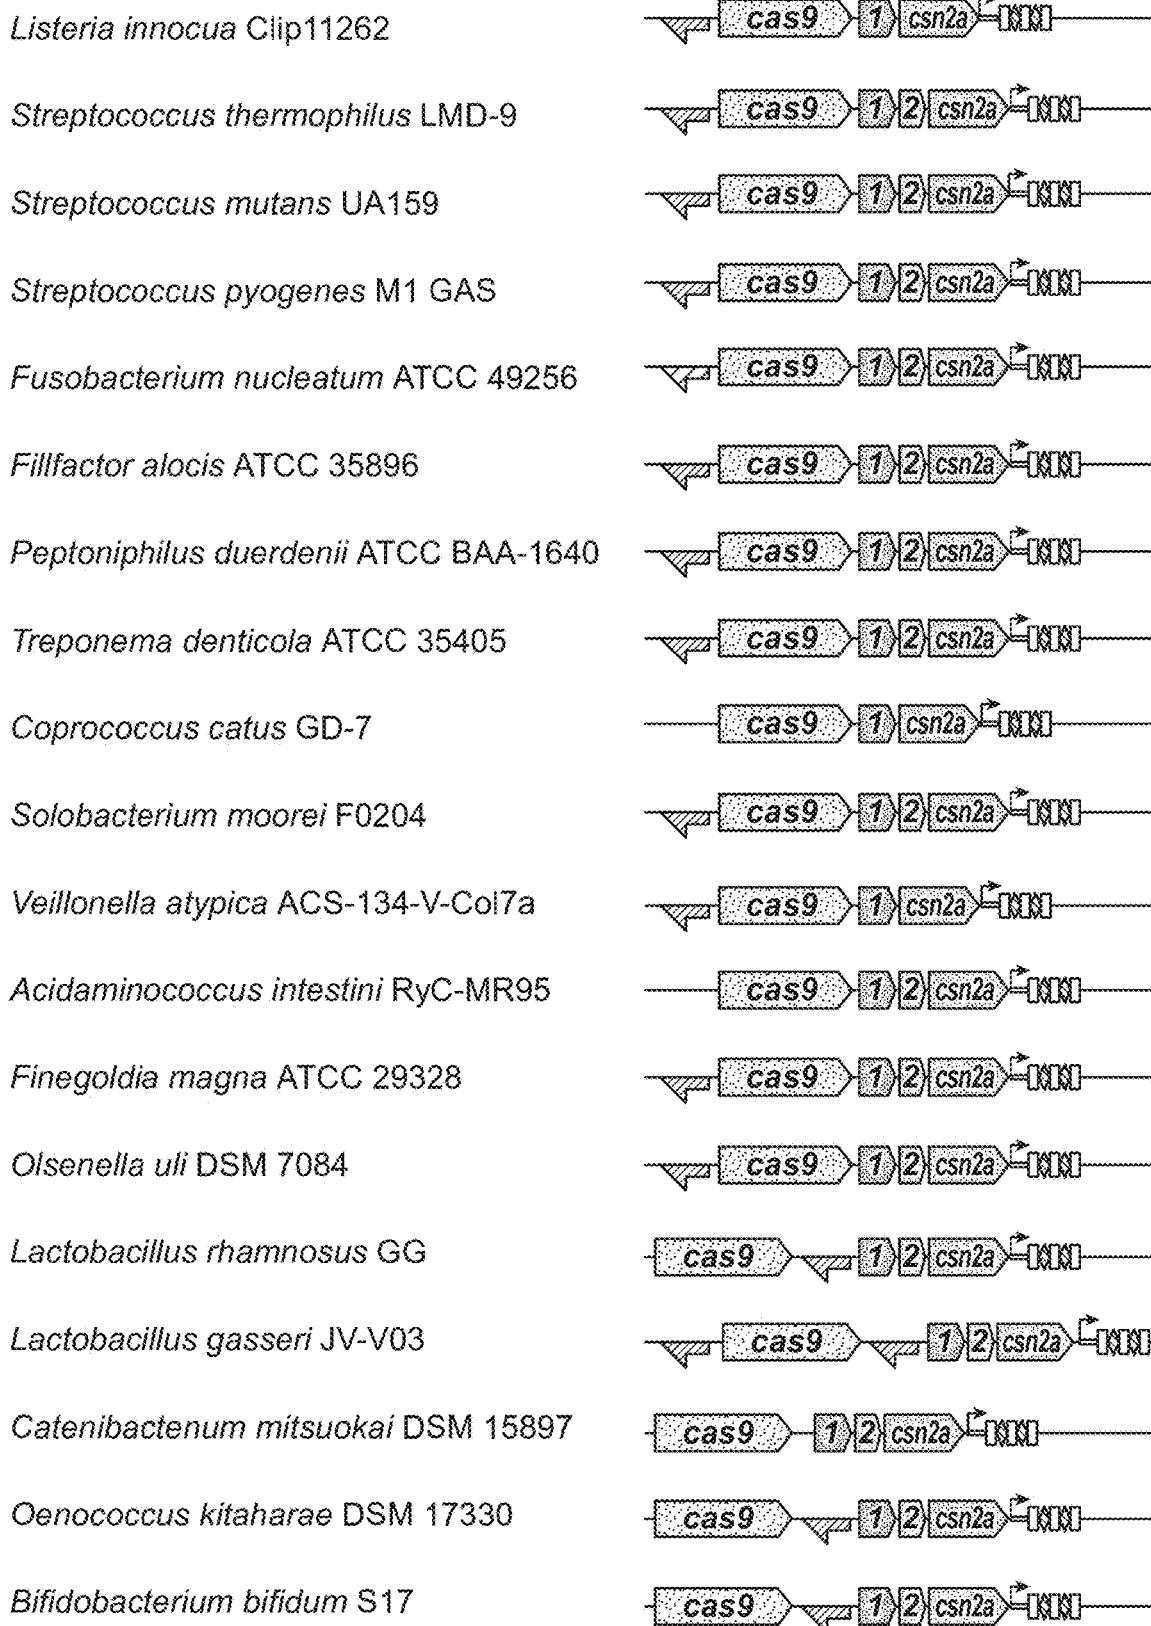 Listeria innocua Clip11262 cas9 1 csn2a
Streptococcus thermophilus LMD-9 cas9 1 2 csn2a
Streptococcus mutans UA159 cas9 1 2 csn2a
Streptococcus pyogenes M1 GAS cas9 1 2 csn2a
Fusobacterium nucleatum ATCC 49256 cas9 1 2 csn2a
Fillfactor alocis ATCC 35896 cas9 1 2 csn2a
Peptoniphilus duerdenii ATCC BAA-1640 cas9 1 2 csn2a
Treponema denticola ATCC 35405 cas9 1 2 csn2a
Coprococcus catus GD-7 cas9 1 csn2a
Solobacterium moorei F0204 cas9 1 2 csn2a
Veillonella atypica ACS-134-V-Col7a cas9 1 csn2a
Acidaminococcus intestini RyC-MR95 cas9 1 2 csn2a
Finegoldia magna ATCC 29328 cas9 1 2 csn2a
Olsenella uli DSM 7084 cas9 1 2 csn2a
Lactobacillus rhamnosus GG cas9 1 2 csn2a
Lactobacillus gasseri JV-V03 cas9 1 2 csn2a
Catenibactenum mitsuokai DSM 15897 cas9 1 2 csn2a
Oenococcus kitaharae DSM 17330 cas9 1 2 csn2a
Bifidobacterium bifidum S17 cas9 1 2 csn2a